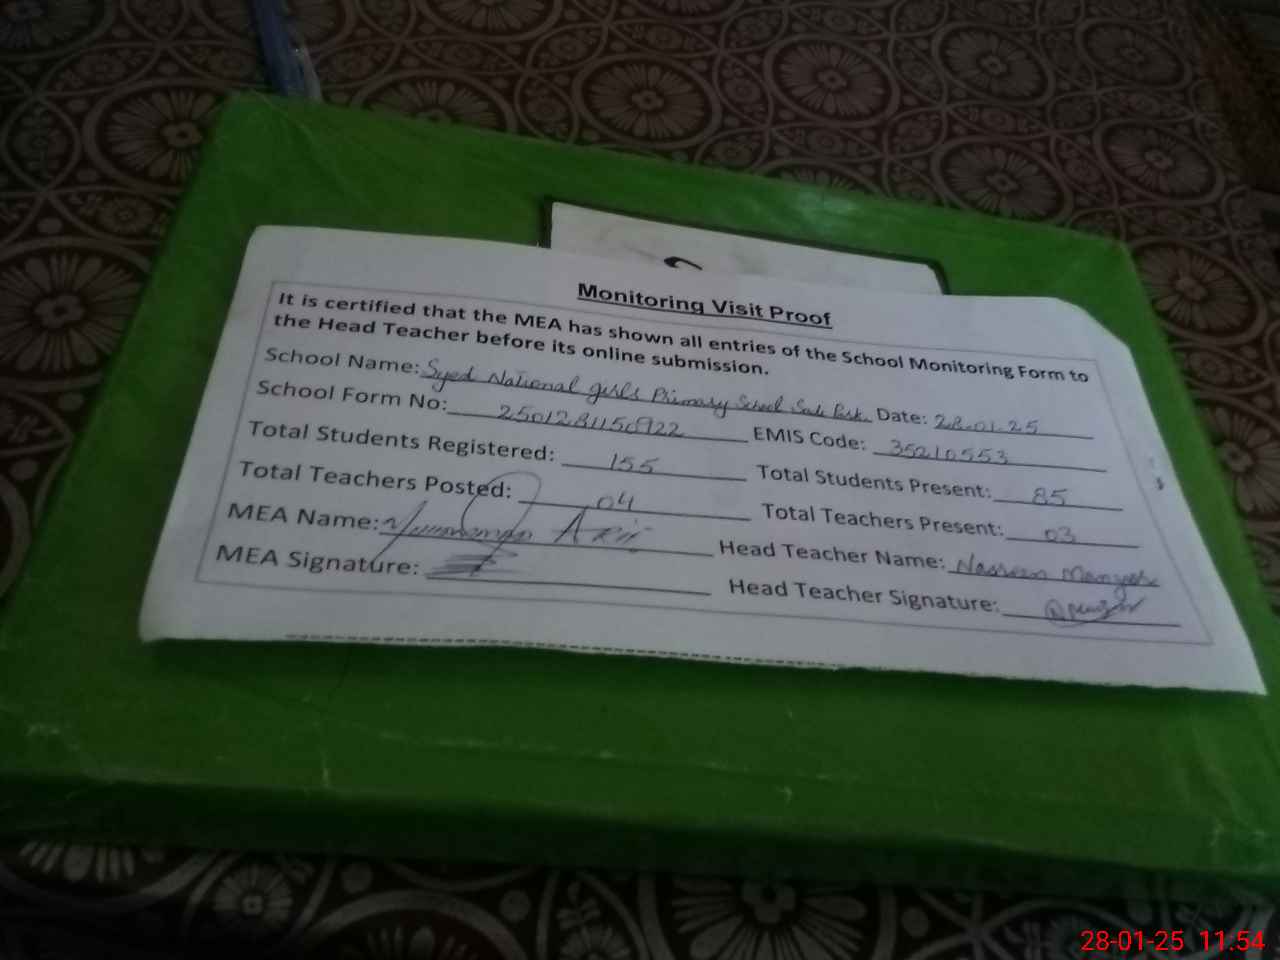 Monitoring Visit Proof
It is certified that the MEA has shown all entries of the School Monitoring Form to
the Head Teacher before its online submission.
School Name: Syed National girls Primary School Date: 28.01.25
School Form No: 2501281150922 EMIS Code: 35210553
Total Students Registered: 155 Total Students Present: 85
Total Teachers Posted: 04 Total Teachers Present: 03
MEA Name: Head Teacher Name:
MEA Signature: Head Teacher Signature:
28-01-25 11:54